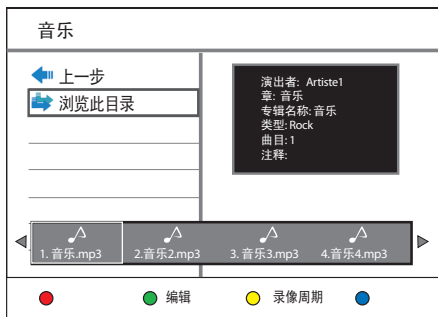 音乐
上一步
浏览此目录
演出者: Artiste1
章: 音乐
专辑名称: 音乐
类型: Rock
曲目: 1
注释:
1. 音乐.mp3 2.音乐2.mp3 3. 音乐3.mp3 4.音乐4.mp3
编辑 录像周期